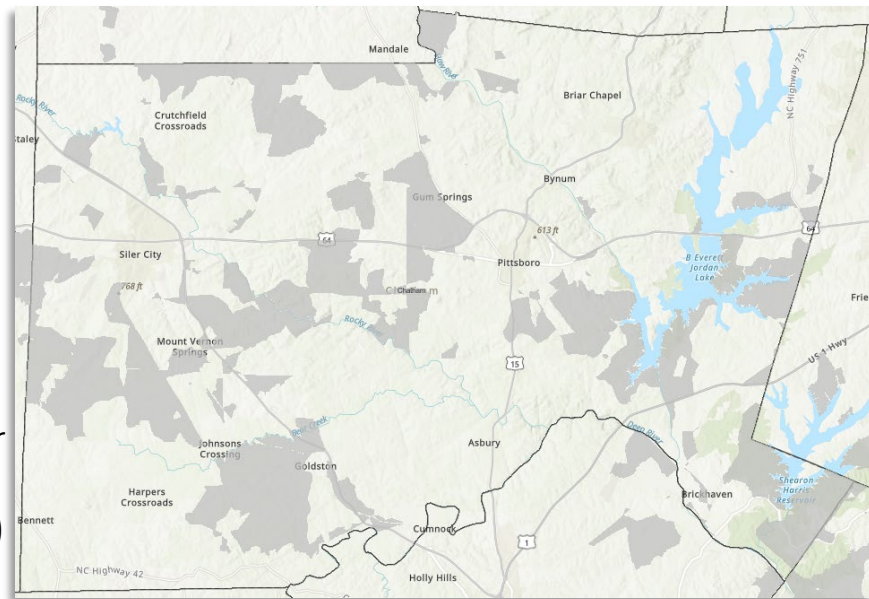 Mandale
Haw River
NC Highway 751
Briar Chapel
Rocky River
Crutchfield
Crossroads
Staley
Bynum
Gum Springs
613 ft
64
64
Siler City
Pittsboro
B Everett
Jordan
Lake
768 ft
Chatham
Frie
Rocky River
Mount Vernon
Springs
US 1 Hwy
15
Deep River
Bear Creek
Asbury
Johnsons
Crossing
Goldston
Shearon
Harris
Reservoir
Harpers
Crossroads
Brickhaven
Bennett
Cumnock
1
NC Highway 42
Holly Hills
)